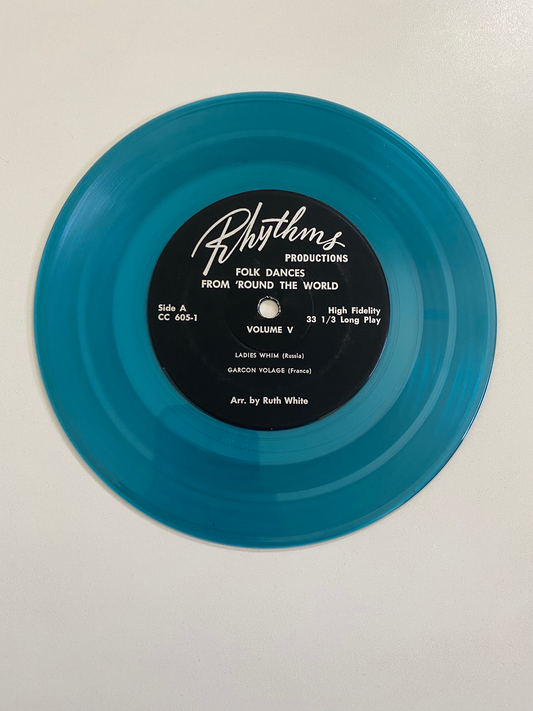 Rhythms
PRODUCTIONS
FOLK DANCES
FROM 'ROUND THE WORLD
Side A
CC 605-1
High Fidelity
33 1/3 Long Play
VOLUME V
LADIES WHIM (Russia)
GARCON VOLAGE (France)
Arr. by Ruth White